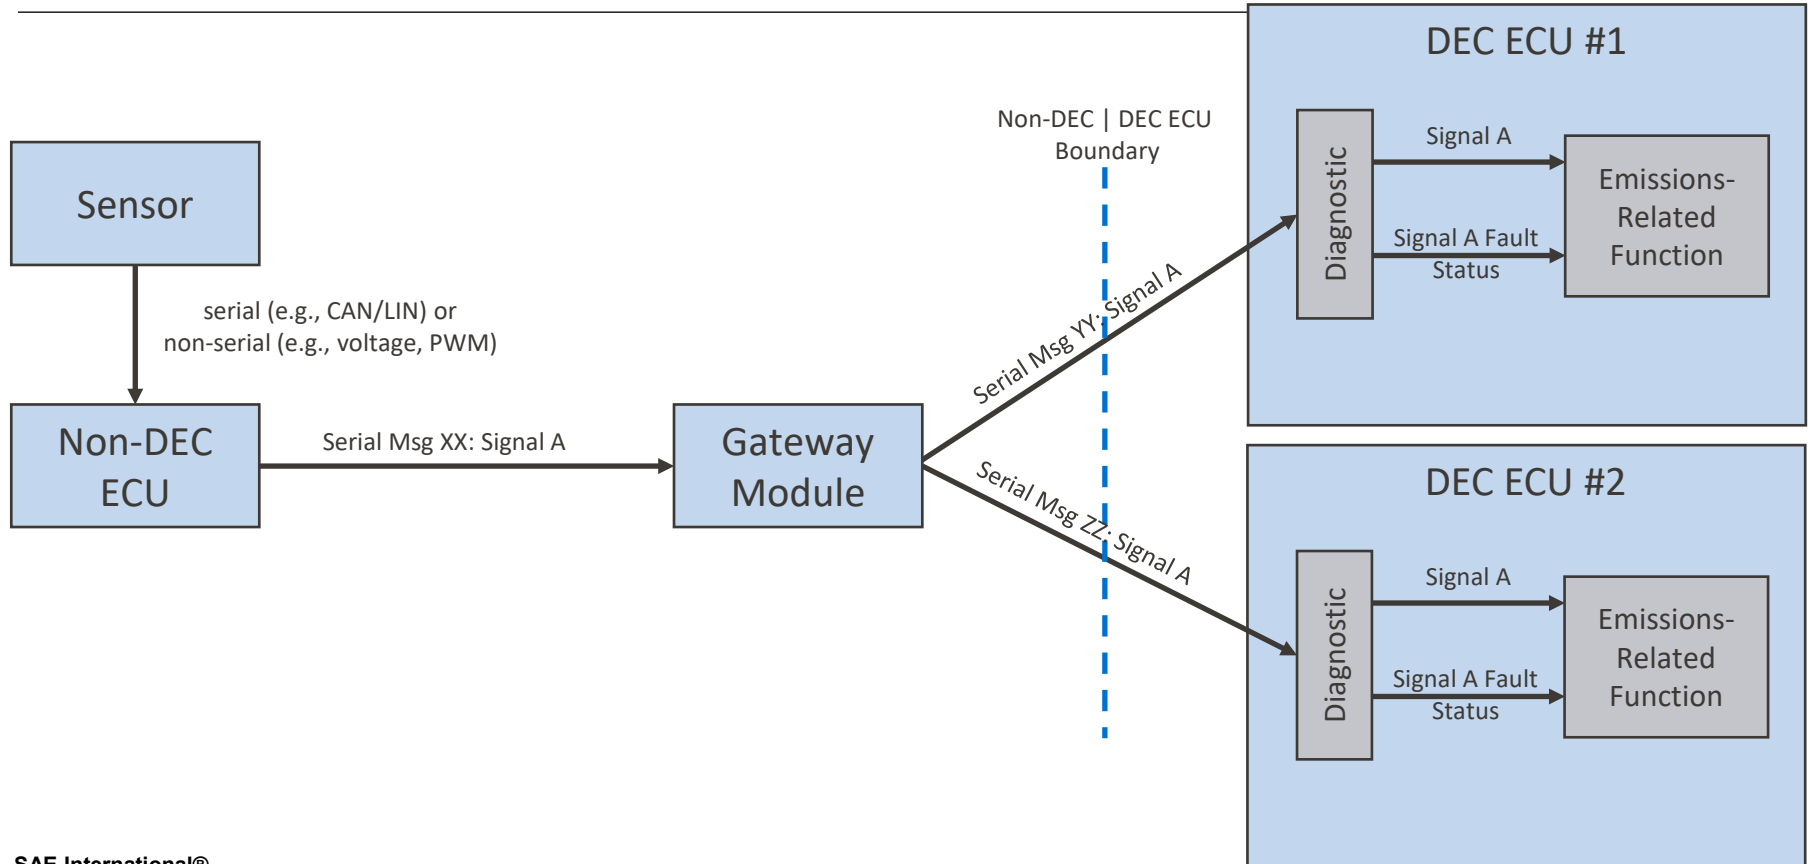 DEC ECU #1
Non-DEC | DEC ECU
Boundary
Sensor
serial (e.g., CAN/LIN) or
non-serial (e.g., voltage, PWM)
Non-DEC
ECU
Serial Msg XX: Signal A
Gateway
Module
Serial Msg YY: Signal A
Serial Msg ZZ: Signal A
Diagnostic
Signal A
Signal A Fault
Status
Emissions-
Related
Function
DEC ECU #2
Diagnostic
Signal A
Signal A Fault
Status
Emissions-
Related
Function
SAE International®